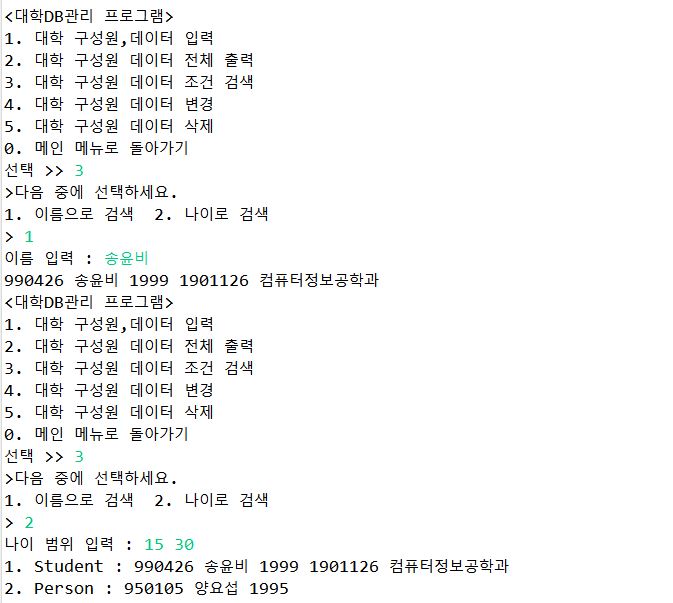 <대학DB관리 프로그램>
1. 대학 구성원,데이터 입력
2. 대학 구성원 데이터 전체 출력
3. 대학 구성원 데이터 조건 검색
4. 대학 구성원 데이터 변경
5. 대학 구성원 데이터 삭제
0. 메인 메뉴로 돌아가기
선택 >> 3
>다음 중에 선택하세요.
1. 이름으로 검색  2. 나이로 검색
> 1
이름 입력 : 송윤비
990426 송윤비 1999 1901126 컴퓨터정보공학과
<대학DB관리 프로그램>
1. 대학 구성원,데이터 입력
2. 대학 구성원 데이터 전체 출력
3. 대학 구성원 데이터 조건 검색
4. 대학 구성원 데이터 변경
5. 대학 구성원 데이터 삭제
0. 메인 메뉴로 돌아가기
선택 >> 3
>다음 중에 선택하세요.
1. 이름으로 검색  2. 나이로 검색
> 2
나이 범위 입력 : 15 30
1. Student : 990426 송윤비 1999 1901126 컴퓨터정보공학과
2. Person : 950105 양요섭 1995